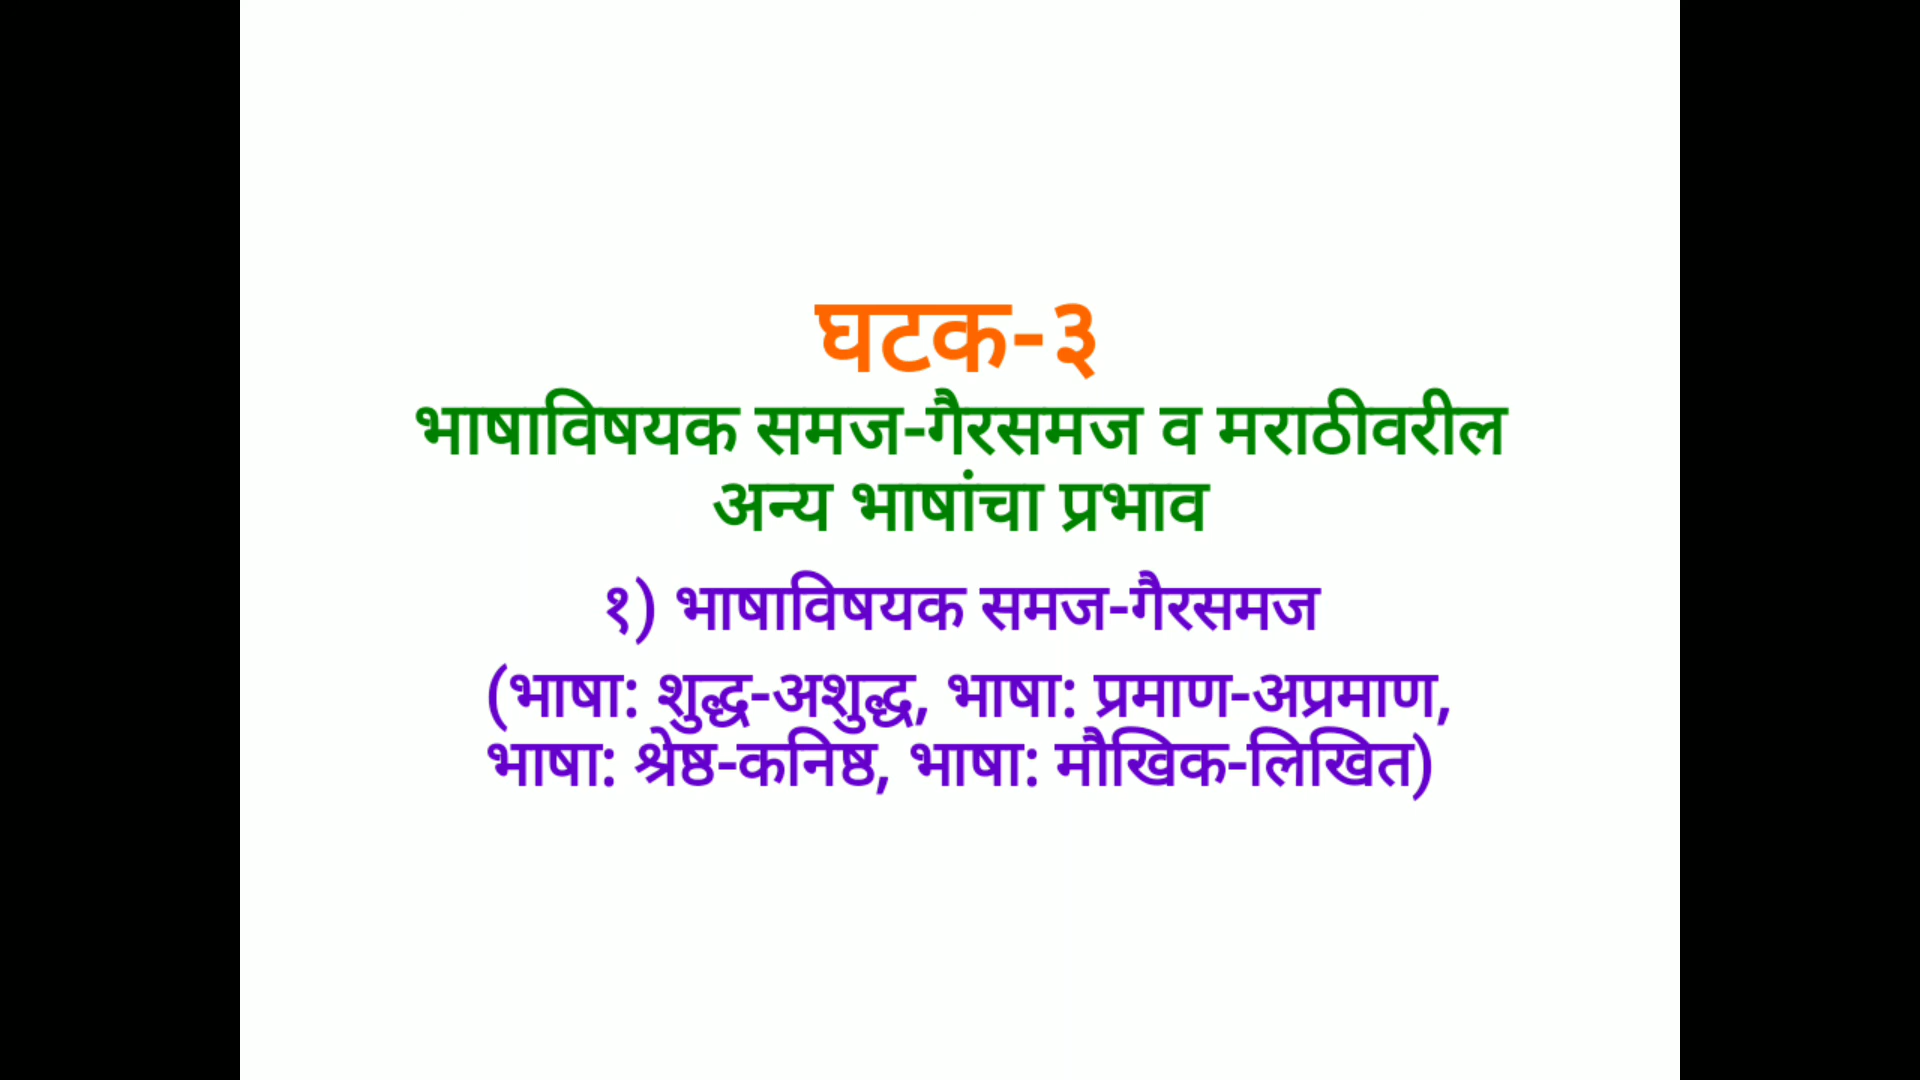 घटक-३
भाषाविषयक समज-गैरसमज व मराठीवरील
अन्य भाषांचा प्रभाव
१) भाषाविषयक समज-गैरसमज
(भाषा: शुद्ध-अशुद्ध, भाषा: प्रमाण-अप्रमाण,
भाषा: श्रेष्ठ-कनिष्ठ, भाषा: मौखिक-लिखित)